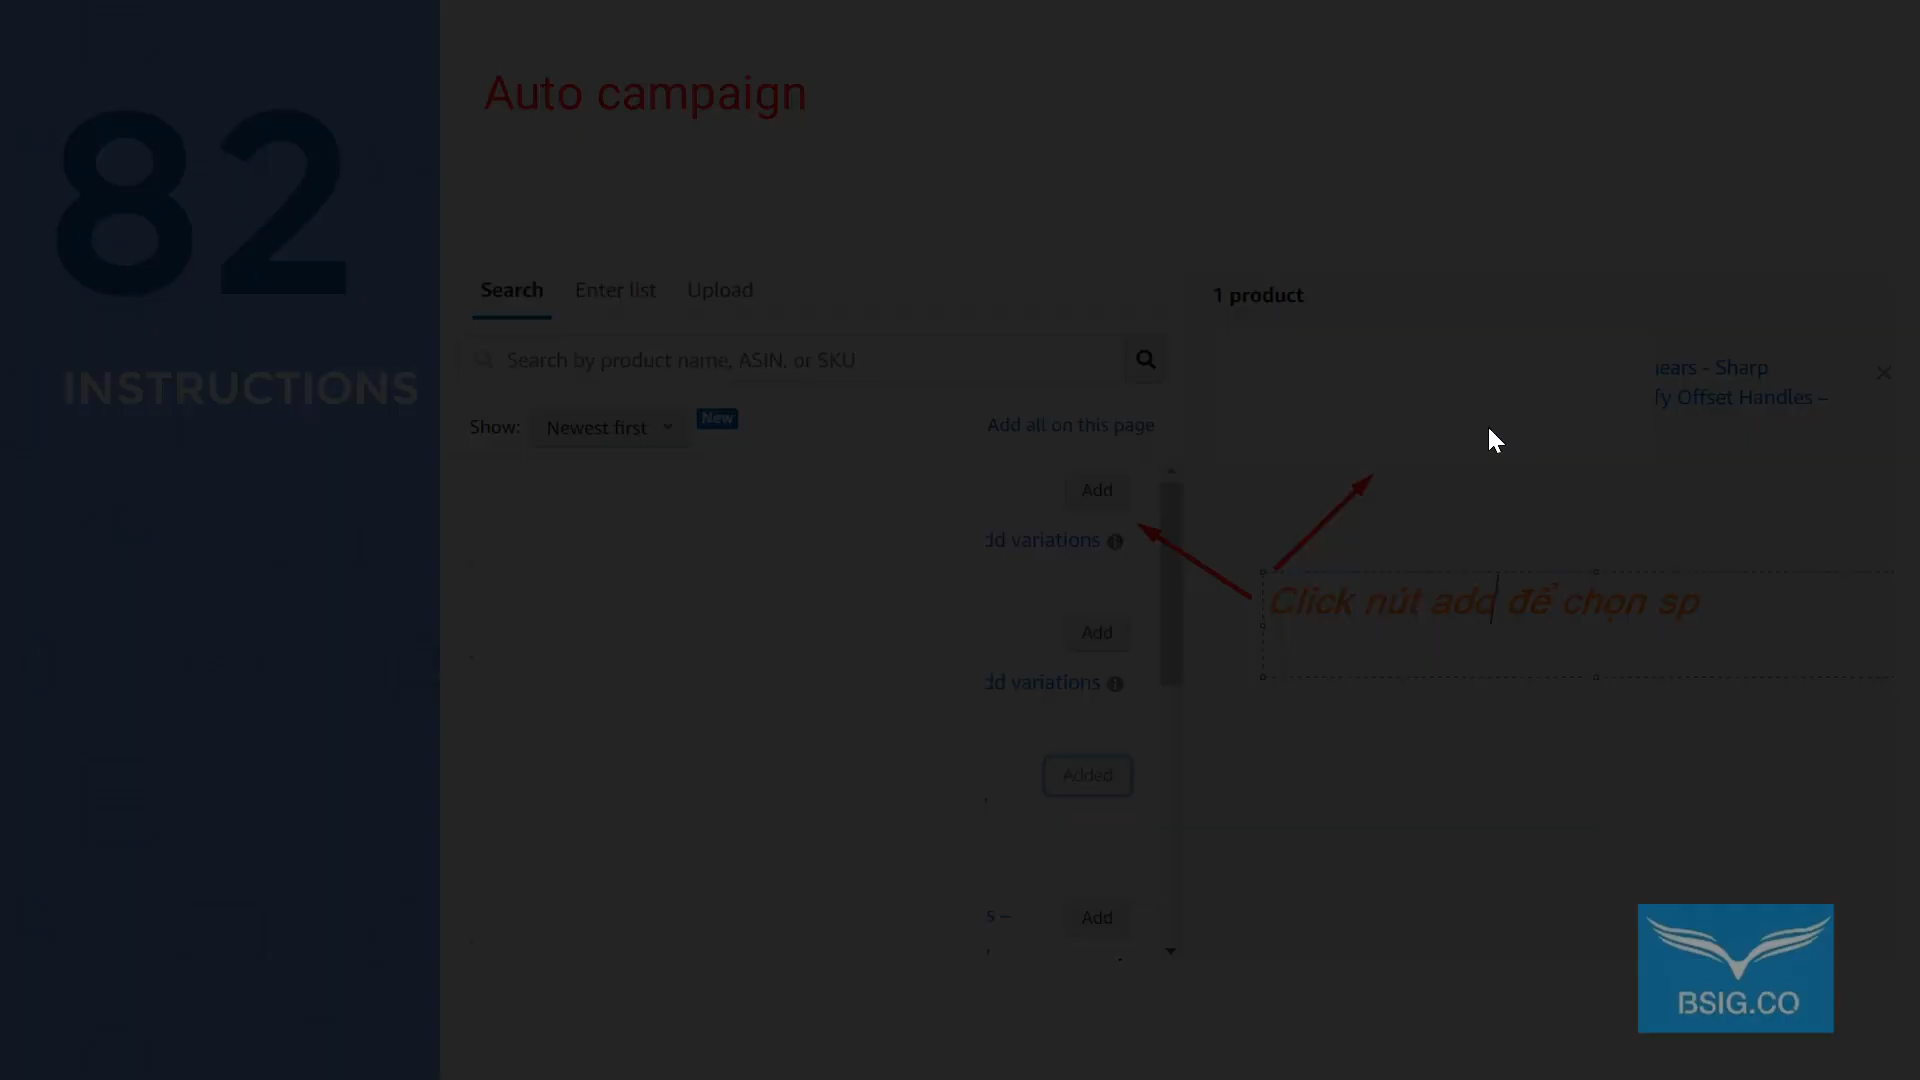 82
INSTRUCTIONS
Auto campaign
Search Enter list Upload
Search by product name, ASIN, or SKU
Show: Newest first New Add all on this page
Add
dd variations
Add
dd variations
Added
s –
Add
1 product
ears - Sharp
fy Offset Handles –
Click nút add để chọn sp
BSIG.CO